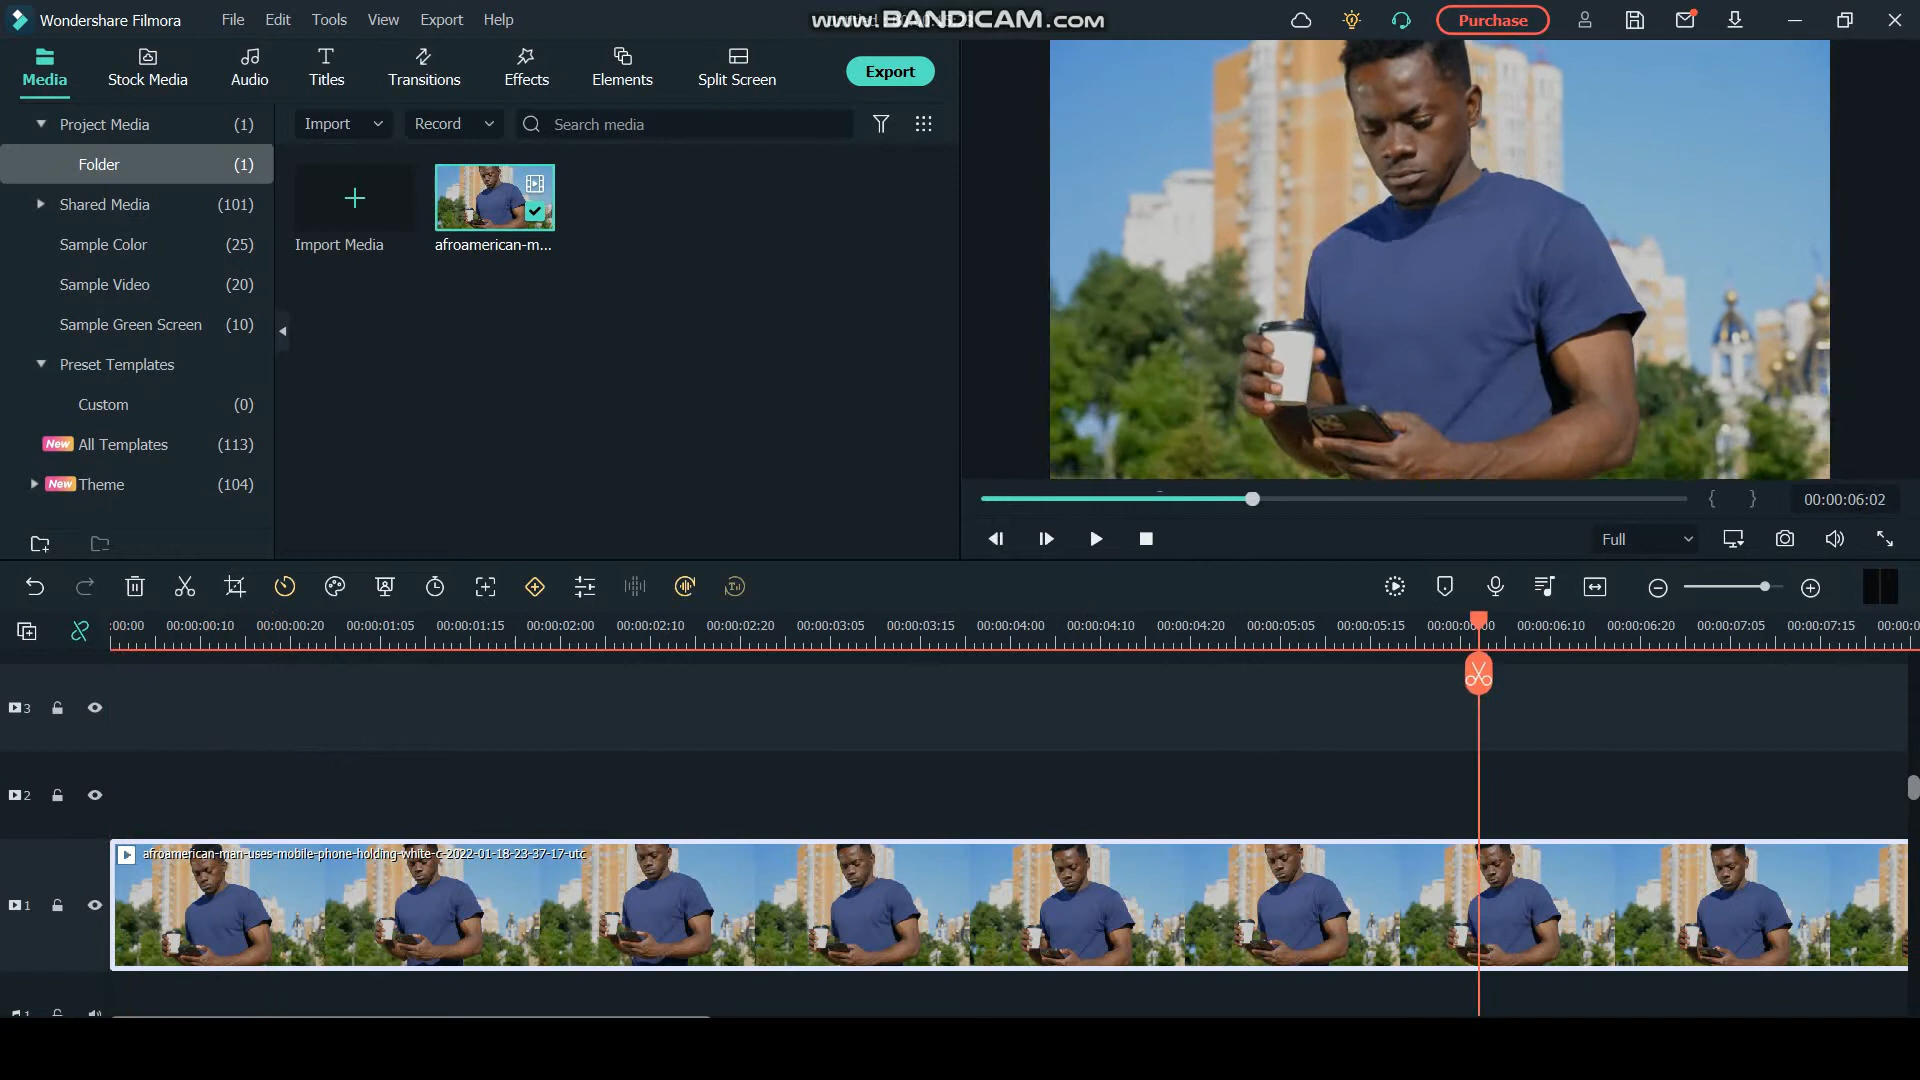 Wondershare Filmora File Edit Tools View Export Help
www.BANDICAM.com
Purchase
Media Stock Media Audio Titles Transitions Effects Elements Split Screen Export
Project Media (1)
Folder (1)
Shared Media (101)
Sample Color (25)
Sample Video (20)
Sample Green Screen (10)
Preset Templates
Custom (0)
New All Templates (113)
New Theme (104)
Import Record Search media
Import Media afroamerican-m...
00:00:06:02
Full
:00:00 00:00:00:10 00:00:00:20 00:00:01:05 00:00:01:15 00:00:02:00 00:00:02:10 00:00:02:20 00:00:03:05 00:00:03:15 00:00:04:00 00:00:04:10 00:00:04:20 00:00:05:05 00:00:05:15 00:00:06:00 00:00:06:10 00:00:06:20 00:00:07:05 00:00:07:15 00:00:0
3
2
afroamerican-man-uses-mobile-phone-holding-white-c-2022-01-18-23-37-17-utc
1
1